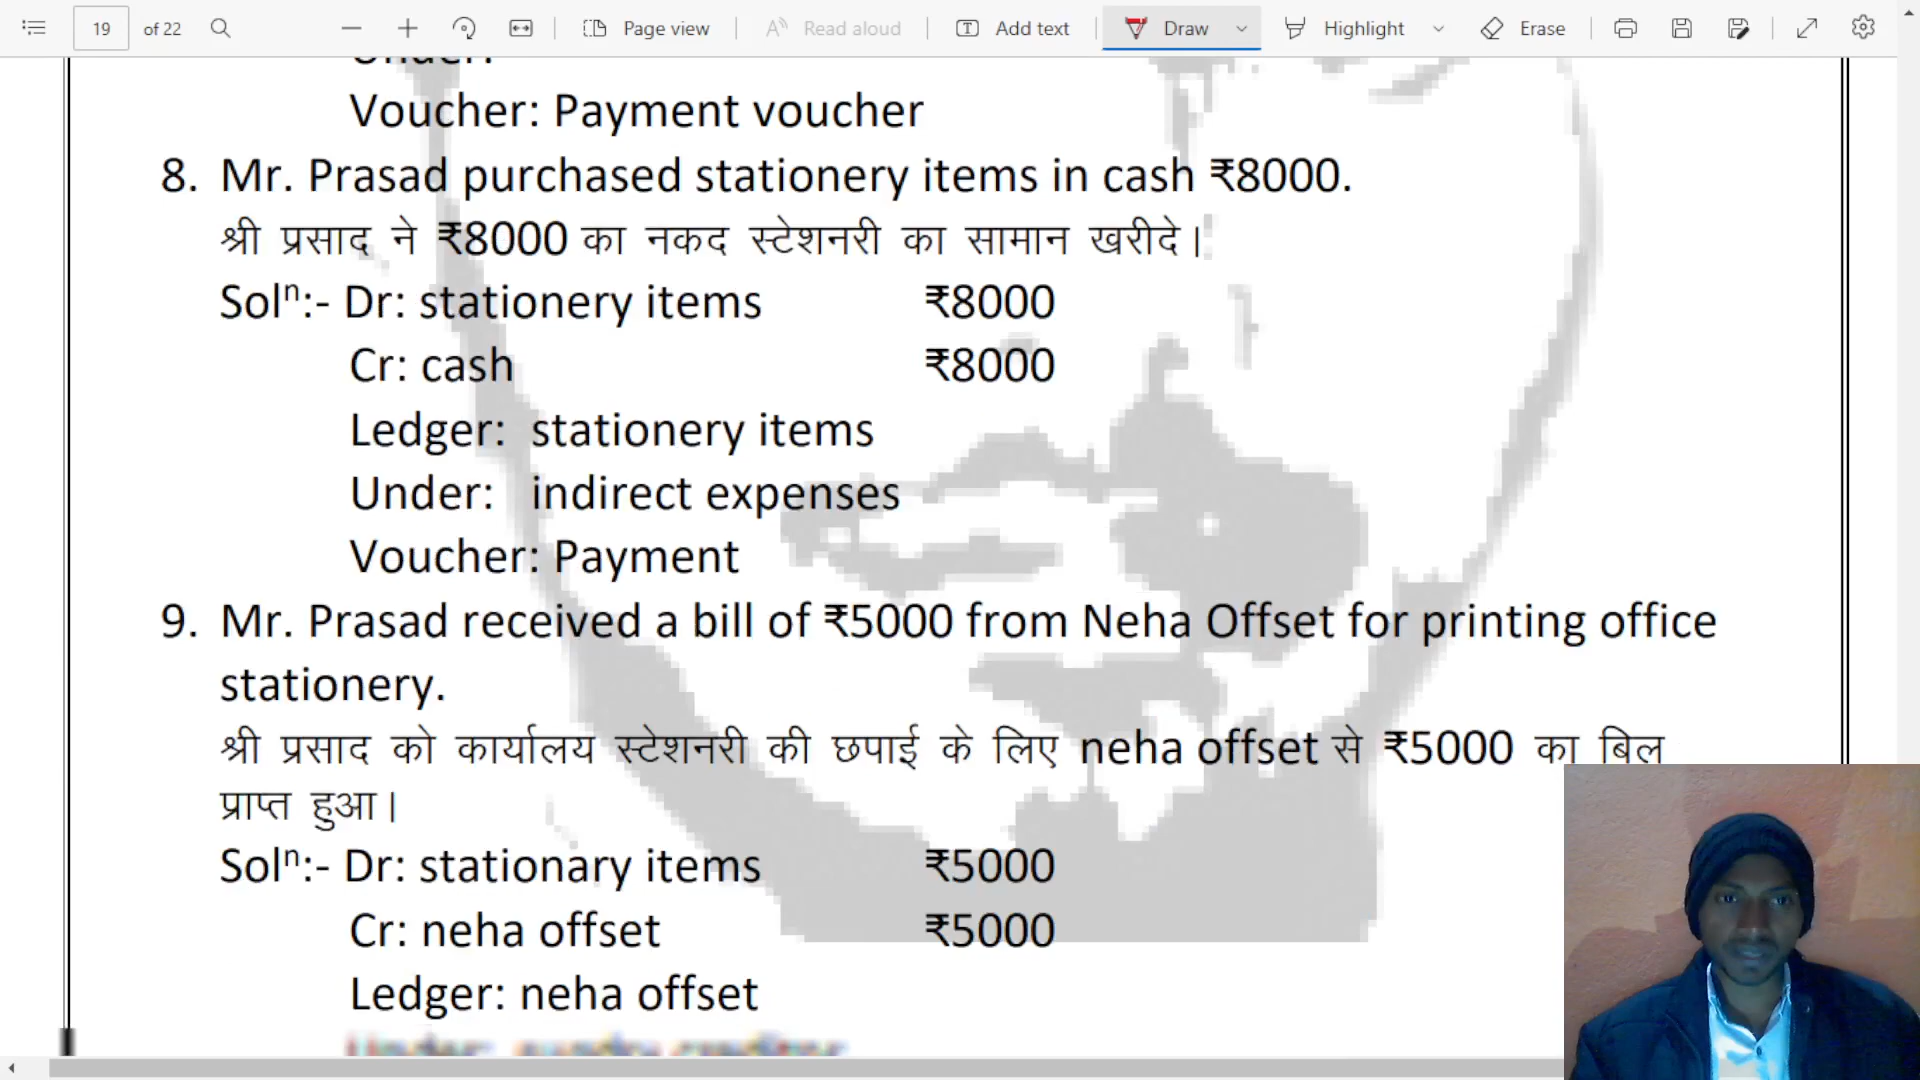 19 of 22 Page view Read aloud Add text Draw Highlight Erase
Under:
Voucher: Payment voucher
8. Mr. Prasad purchased stationery items in cash ₹8000.
श्री प्रसाद ने ₹8000 का नकद स्टेशनरी का सामान खरीदे।
Solⁿ:- Dr: stationery items ₹8000
Cr: cash ₹8000
Ledger: stationery items
Under: indirect expenses
Voucher: Payment
9. Mr. Prasad received a bill of ₹5000 from Neha Offset for printing office
stationery.
श्री प्रसाद को कार्यालय स्टेशनरी की छपाई के लिए neha offset से ₹5000 का बिल
प्राप्त हुआ।
Solⁿ:- Dr: stationary items ₹5000
Cr: neha offset ₹5000
Ledger: neha offset
Under: sundry creditor